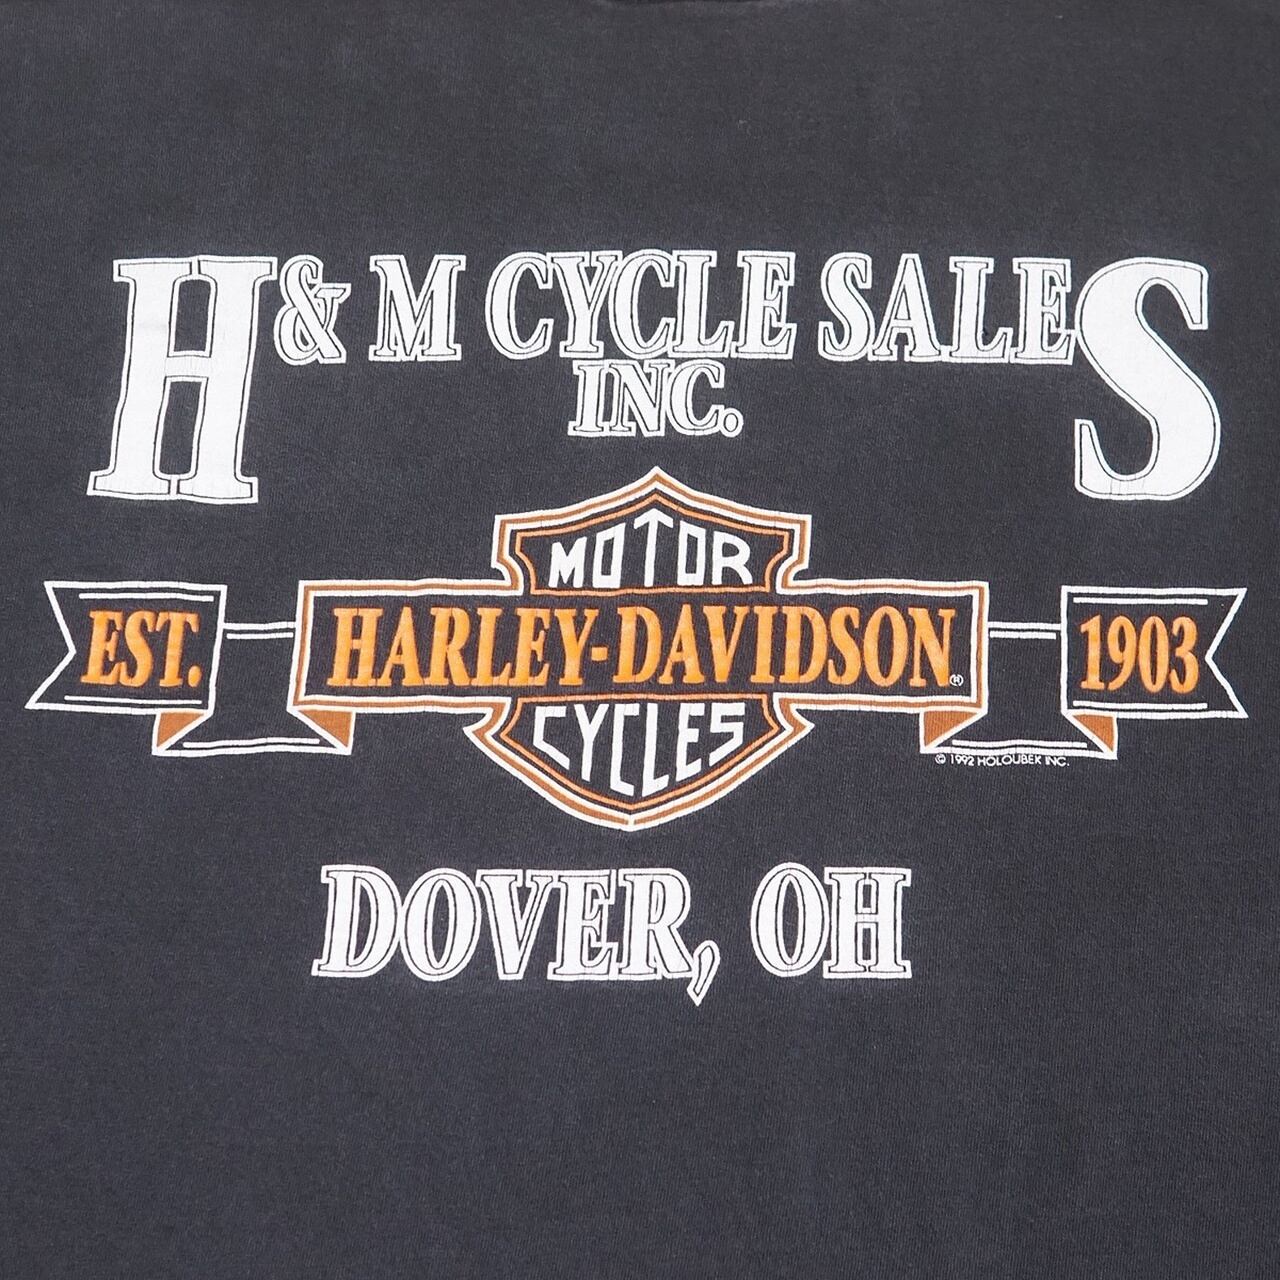 H & M CYCLE SALES
INC.
MOTOR
EST. HARLEY-DAVIDSON 1903
CYCLES
© 1992 HOLOUBEK INC.
DOVER, OH